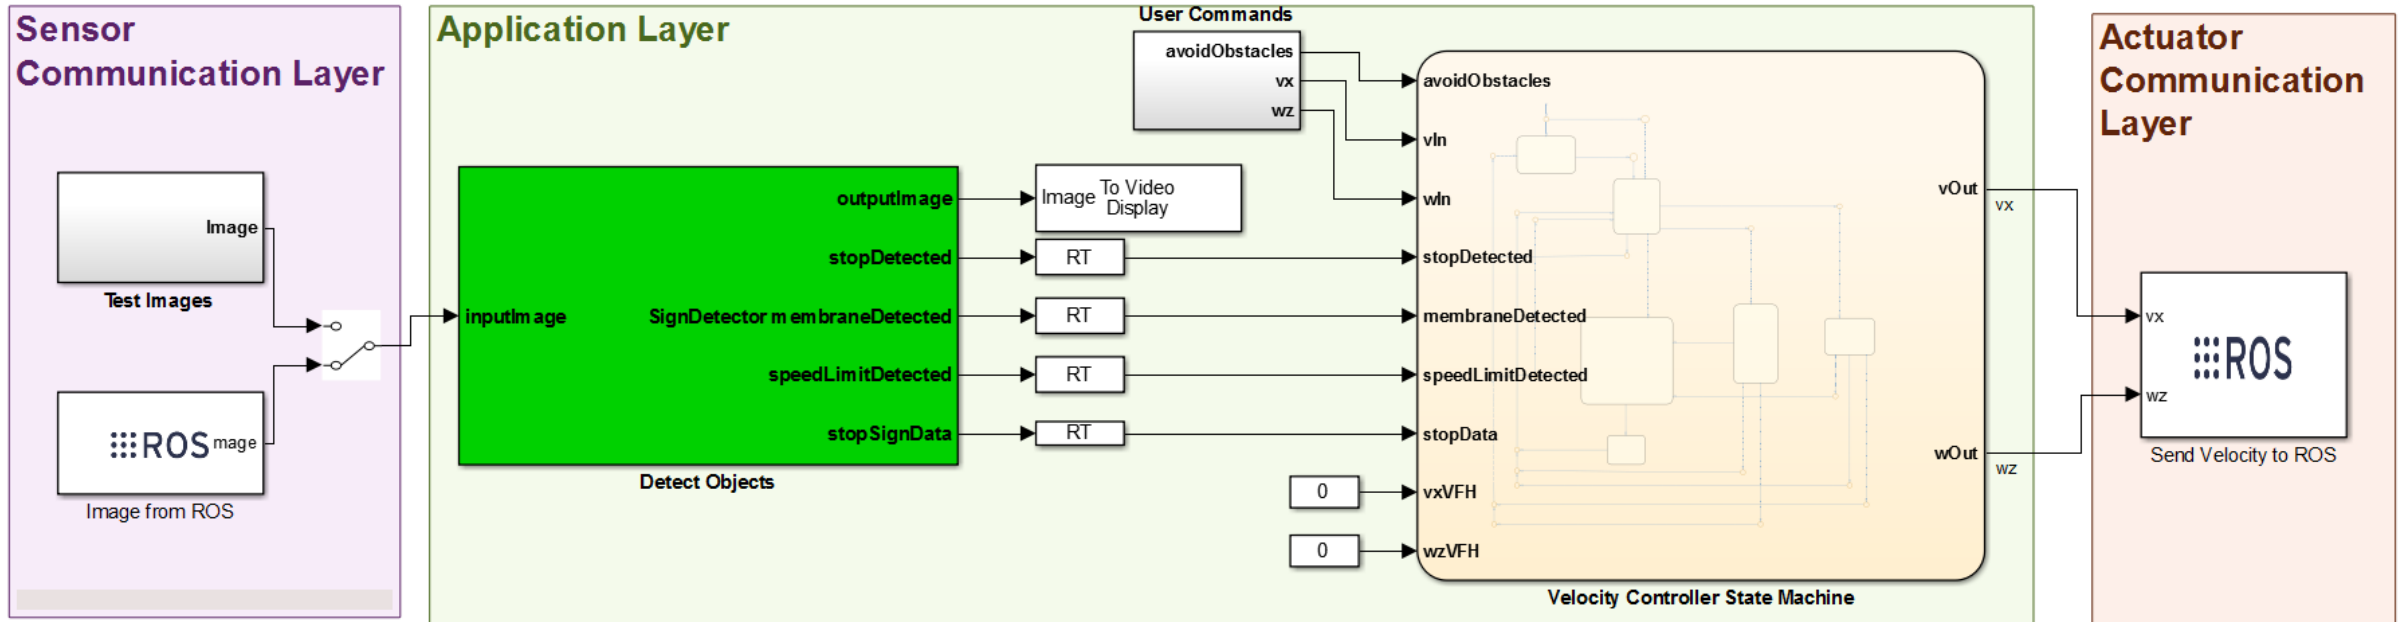 Sensor
Communication Layer
Image
Test Images
ROS mage
Image from ROS
Application Layer
User Commands
avoidObstacles
vx
wz
inputImage
SignDetector
outputImage
stopDetected
membraneDetected
speedLimitDetected
stopSignData
Detect Objects
Image
To Video
Display
RT
RT
RT
RT
0
0
avoidObstacles
vIn
wIn
stopDetected
membraneDetected
speedLimitDetected
stopData
vxVFH
wzVFH
vOut
wOut
Velocity Controller State Machine
vx
wz
Actuator
Communication
Layer
vx
wz
ROS
Send Velocity to ROS